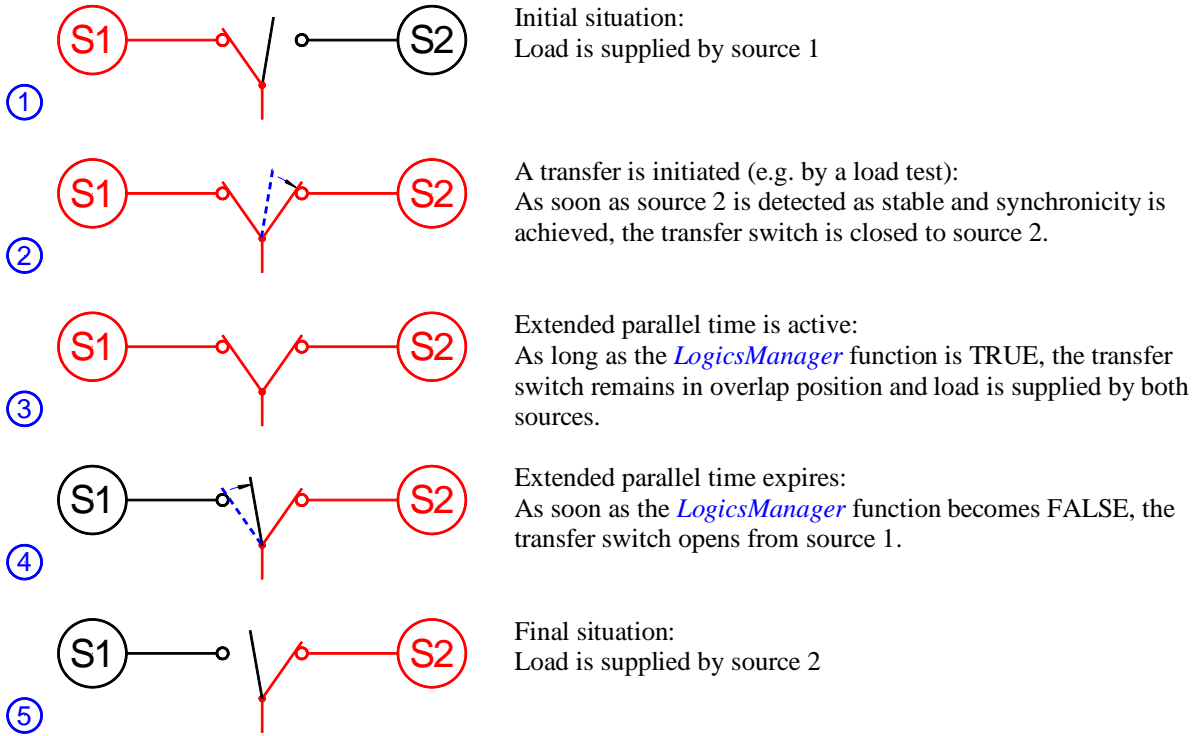 S1 S2
Initial situation:
Load is supplied by source 1
1
S1 S2
A transfer is initiated (e.g. by a load test):
As soon as source 2 is detected as stable and synchronicity is
achieved, the transfer switch is closed to source 2.
2
S1 S2
Extended parallel time is active:
As long as the LogicsManager function is TRUE, the transfer
switch remains in overlap position and load is supplied by both
sources.
3
S1 S2
Extended parallel time expires:
As soon as the LogicsManager function becomes FALSE, the
transfer switch opens from source 1.
4
S1 S2
Final situation:
Load is supplied by source 2
5